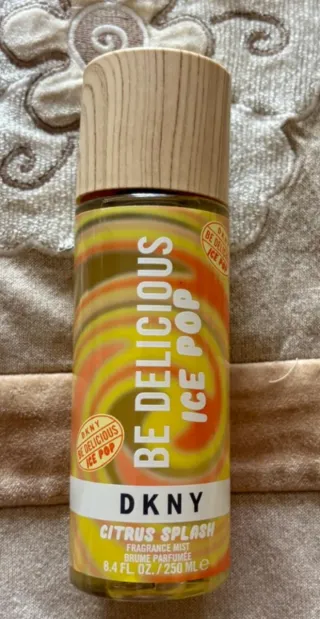 BE DELICIOUS
ICE POP
DKNY
BE DELICIOUS
ICE POP
DKNY
BE DELICIOUS
ICE POP
DKNY
CITRUS SPLASH
FRAGRANCE MIST
BRUME PARFUMÉE
8.4 FL. OZ. / 250 ML ℮